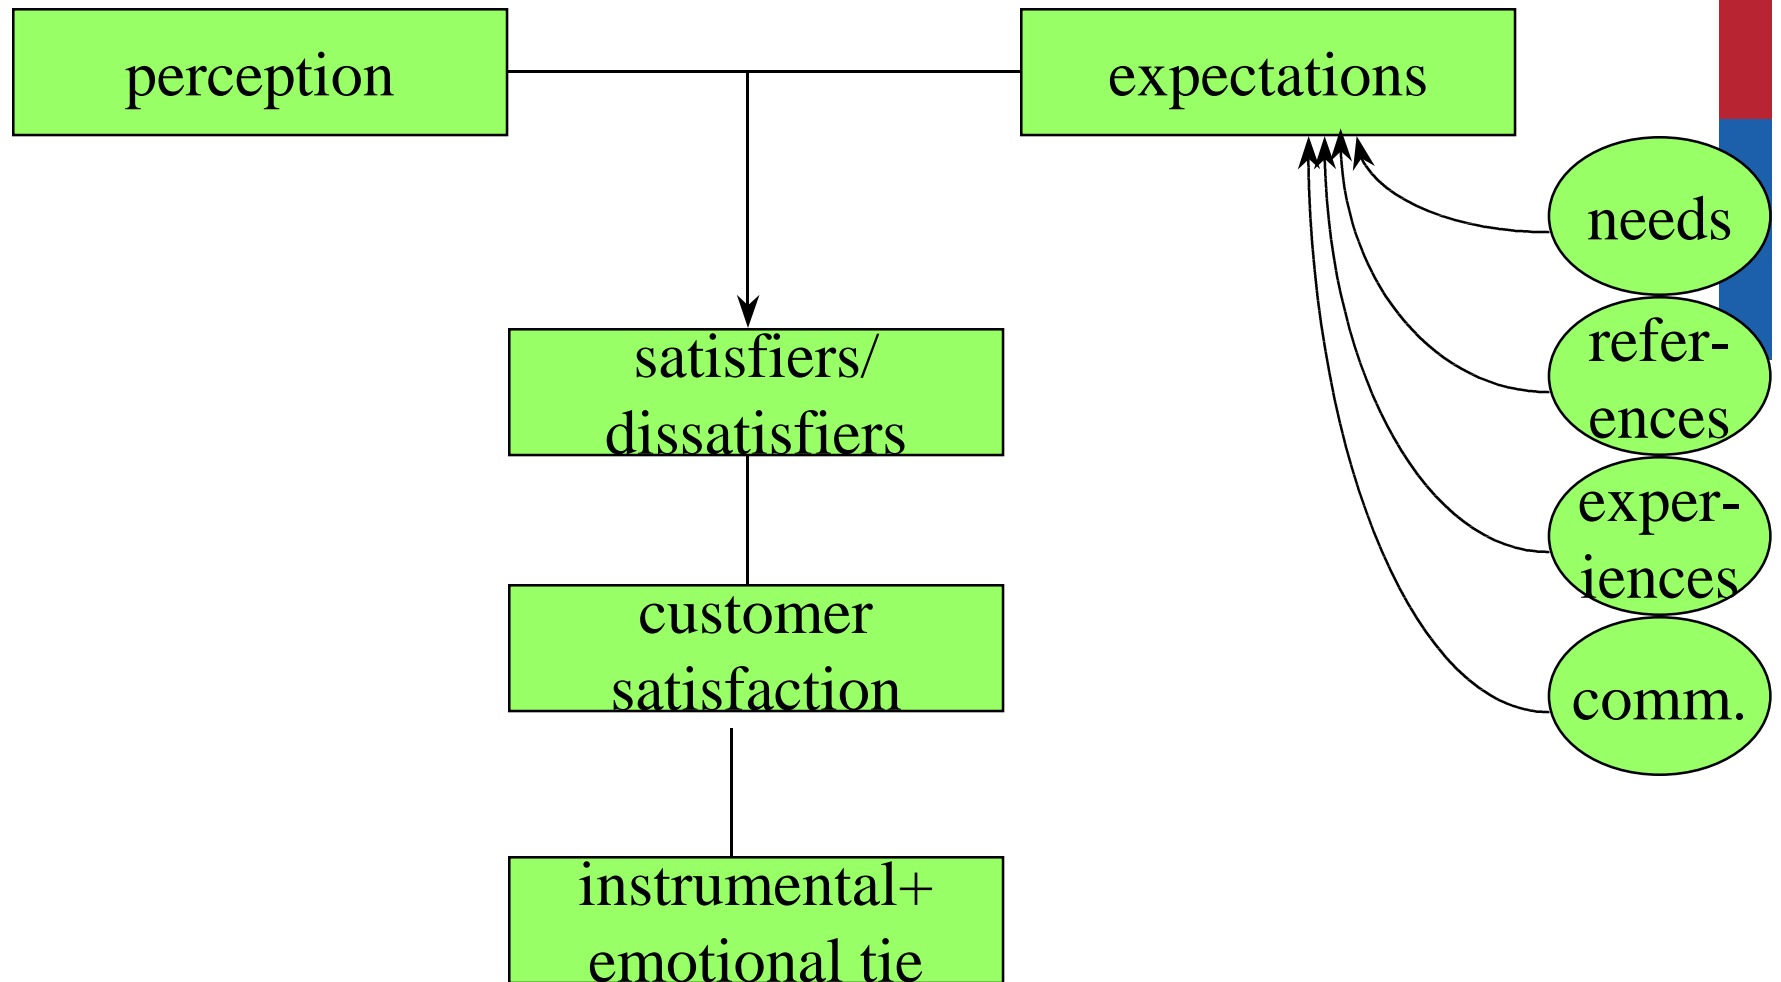 perception
expectations
needs
refer-
ences
exper-
iences
comm.
satisfiers/
dissatisfiers
customer
satisfaction
instrumental+
emotional tie